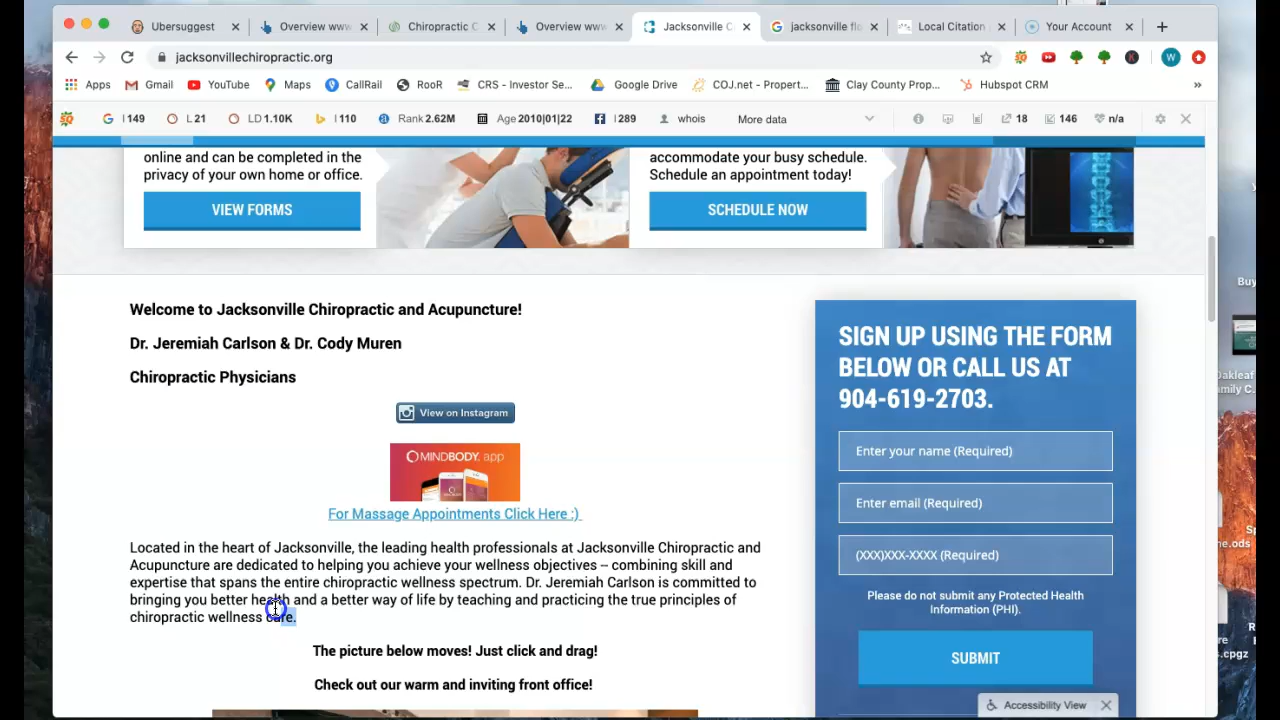 Ubersuggest
Overview www
Chiropractic C
Overview www
Jacksonville C
jacksonville flo
Local Citation
Your Account
jacksonvillechiropractic.org
K
W
Apps
Gmail
YouTube
Maps
CallRail
RooR
CRS - Investor Se...
Google Drive
COJ.net - Propert...
Clay County Prop...
Hubspot CRM
»
I 149
L 21
LD 1.10K
I 110
Rank 2.62M
Age 2010|01|22
I 289
whois
More data
18
146
n/a
online and can be completed in the
privacy of your own home or office.
VIEW FORMS
accommodate your busy schedule.
Schedule an appointment today!
SCHEDULE NOW
Welcome to Jacksonville Chiropractic and Acupuncture!
Dr. Jeremiah Carlson & Dr. Cody Muren
Chiropractic Physicians
View on Instagram
MINDBODY. app
For Massage Appointments Click Here :)
Located in the heart of Jacksonville, the leading health professionals at Jacksonville Chiropractic and
Acupuncture are dedicated to helping you achieve your wellness objectives – combining skill and
expertise that spans the entire chiropractic wellness spectrum. Dr. Jeremiah Carlson is committed to
bringing you better health and a better way of life by teaching and practicing the true principles of
chiropractic wellness care.
The picture below moves! Just click and drag!
Check out our warm and inviting front office!
SIGN UP USING THE FORM
BELOW OR CALL US AT
904-619-2703.
Enter your name (Required)
Enter email (Required)
(XXX)XXX-XXXX (Required)
Please do not submit any Protected Health
Information (PHI).
SUBMIT
Accessibility View
Buy
Oakleaf
amily C.
ne.ods
s.cpgz